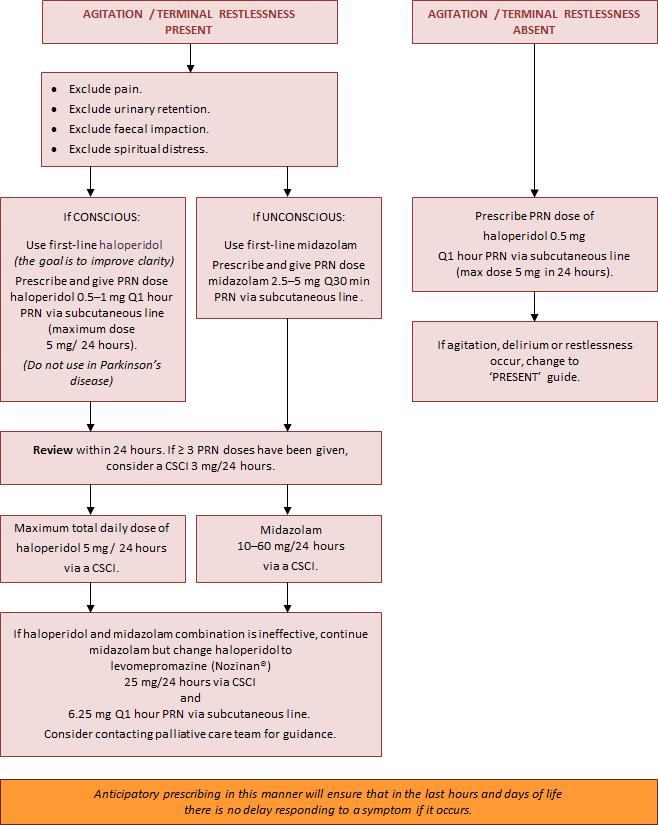 AGITATION / TERMINAL RESTLESSNESS
PRESENT
AGITATION / TERMINAL RESTLESSNESS
ABSENT
• Exclude pain.
• Exclude urinary retention.
• Exclude faecal impaction.
• Exclude spiritual distress.
If CONSCIOUS:
Use first-line haloperidol
(the goal is to improve clarity)
Prescribe and give PRN dose
haloperidol 0.5–1 mg Q1 hour
PRN via subcutaneous line
(maximum dose
5 mg/ 24 hours).
(Do not use in Parkinson's
disease)
If UNCONSCIOUS:
Use first-line midazolam
Prescribe and give PRN dose
midazolam 2.5–5 mg Q30 min
PRN via subcutaneous line .
Prescribe PRN dose of
haloperidol 0.5 mg
Q1 hour PRN via subcutaneous line
(max dose 5 mg in 24 hours).
If agitation, delirium or restlessness
occur, change to
'PRESENT' guide.
Review within 24 hours. If ≥ 3 PRN doses have been given,
consider a CSCI 3 mg/24 hours.
Maximum total daily dose of
haloperidol 5 mg / 24 hours
via a CSCI.
Midazolam
10–60 mg/24 hours
via a CSCI.
If haloperidol and midazolam combination is ineffective, continue
midazolam but change haloperidol to
levomepromazine (Nozinan®)
25 mg/24 hours via CSCI
and
6.25 mg Q1 hour PRN via subcutaneous line.
Consider contacting palliative care team for guidance.
Anticipatory prescribing in this manner will ensure that in the last hours and days of life
there is no delay responding to a symptom if it occurs.